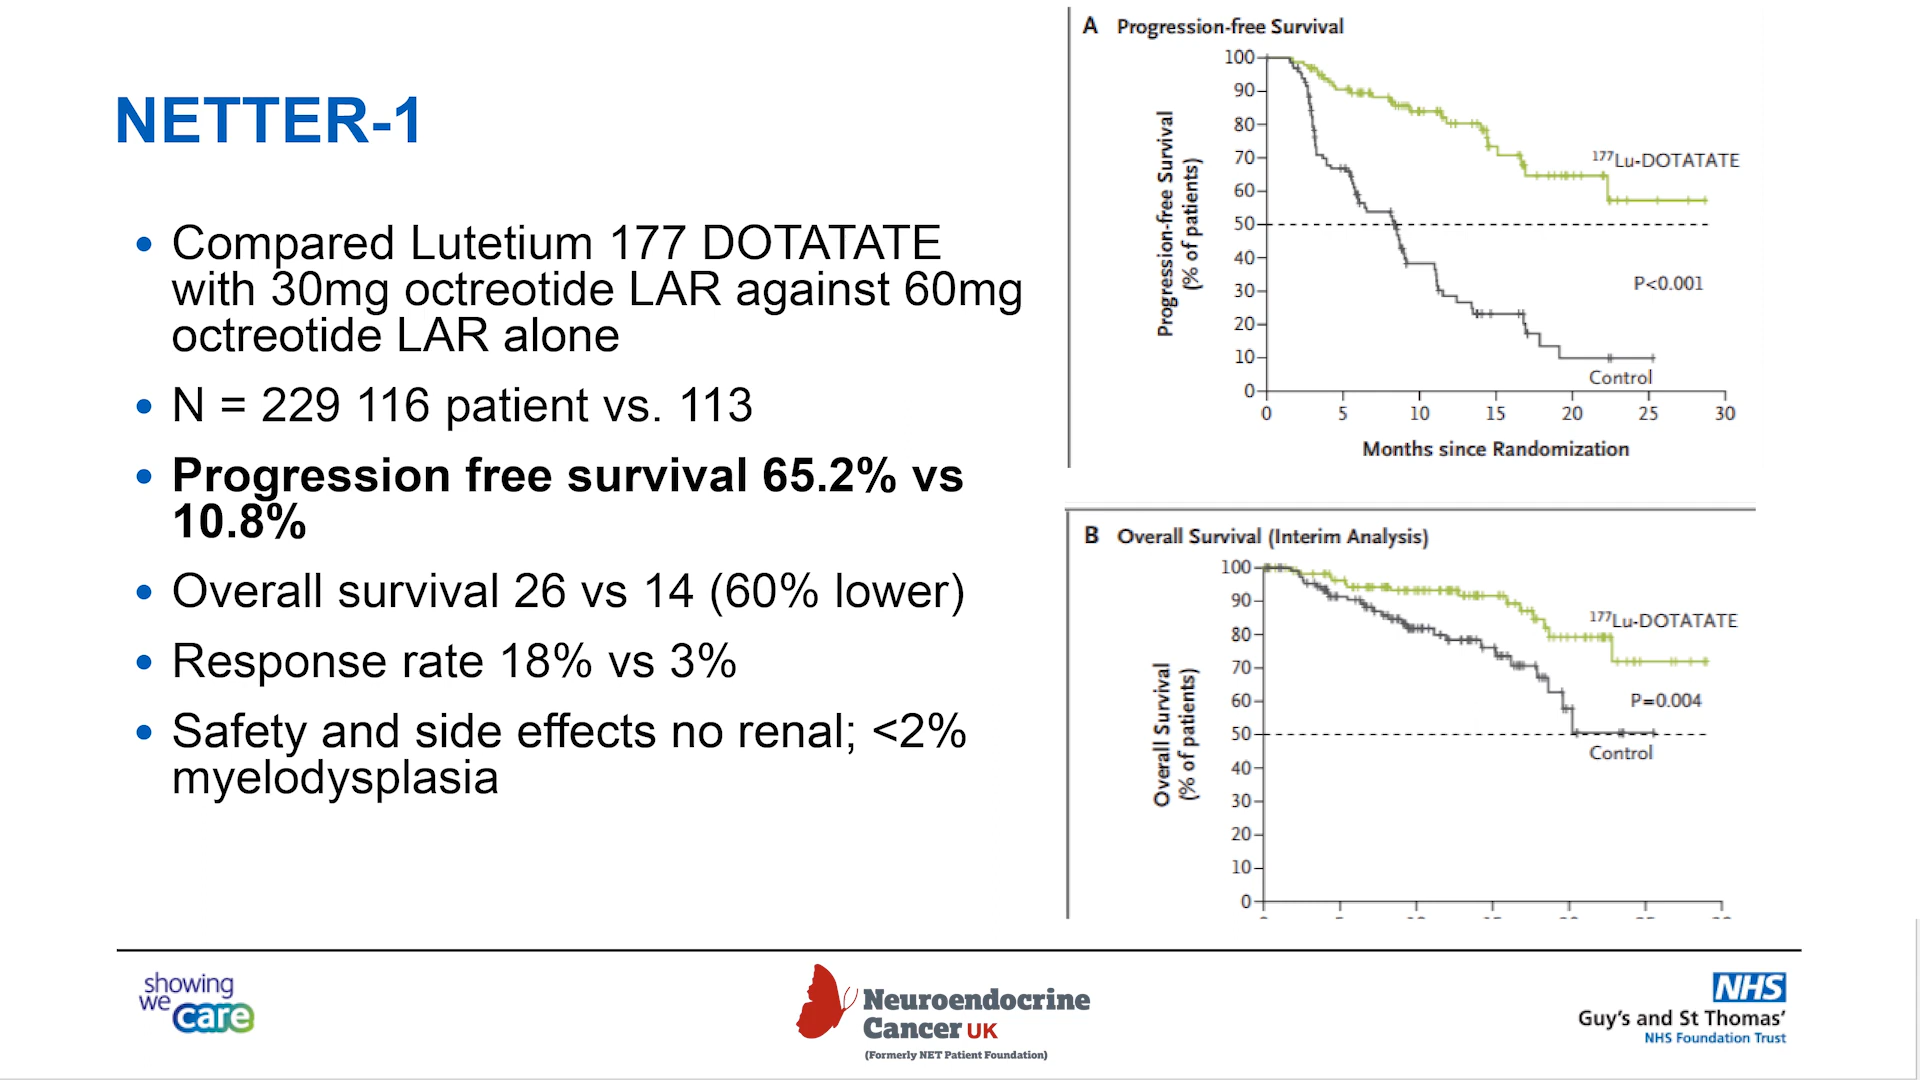 NETTER-1
• Compared Lutetium 177 DOTATATE
with 30mg octreotide LAR against 60mg
octreotide LAR alone
• N = 229 116 patient vs. 113
• Progression free survival 65.2% vs
10.8%
• Overall survival 26 vs 14 (60% lower)
• Response rate 18% vs 3%
• Safety and side effects no renal; <2%
myelodysplasia
A Progression-free Survival
Progression-free Survival
(% of patients)
100
90
80
70
60
50
40
30
20
10
0
177Lu-DOTATATE
P<0.001
Control
0 5 10 15 20 25 30
Months since Randomization
B Overall Survival (Interim Analysis)
Overall Survival
(% of patients)
100
90
80
70
60
50
40
30
20
10
0
177Lu-DOTATATE
P=0.004
Control
showing
we
care
Neuroendocrine
Cancer UK
(Formerly NET Patient Foundation)
NHS
Guy's and St Thomas'
NHS Foundation Trust